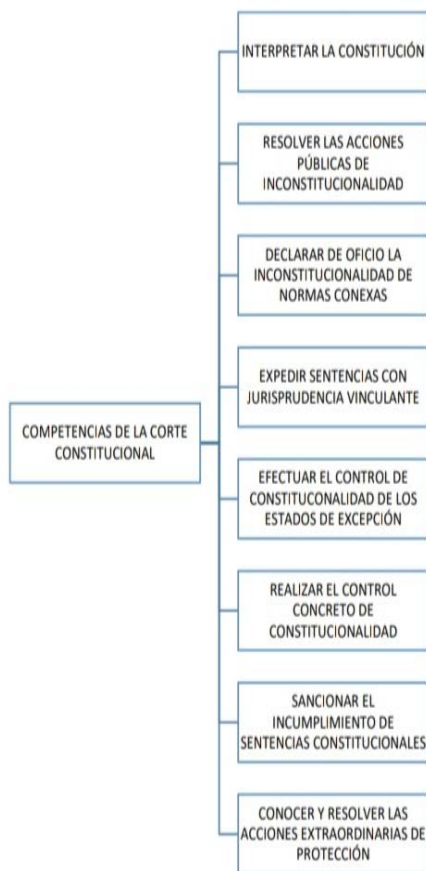 COMPETENCIAS DE LA CORTE
CONSTITUCIONAL
INTERPRETAR LA CONSTITUCIÓN
RESOLVER LAS ACCIONES
PÚBLICAS DE
INCONSTITUCIONALIDAD
DECLARAR DE OFICIO LA
INCONSTITUCIONALIDAD DE
NORMAS CONEXAS
EXPEDIR SENTENCIAS CON
JURISPRUDENCIA VINCULANTE
EFECTUAR EL CONTROL DE
CONSTITUCONALIDAD DE LOS
ESTADOS DE EXCEPCIÓN
REALIZAR EL CONTROL
CONCRETO DE
CONSTITUCIONALIDAD
SANCIONAR EL
INCUMPLIMIENTO DE
SENTENCIAS CONSTITUCIONALES
CONOCER Y RESOLVER LAS
ACCIONES EXTRAORDINARIAS DE
PROTECCIÓN